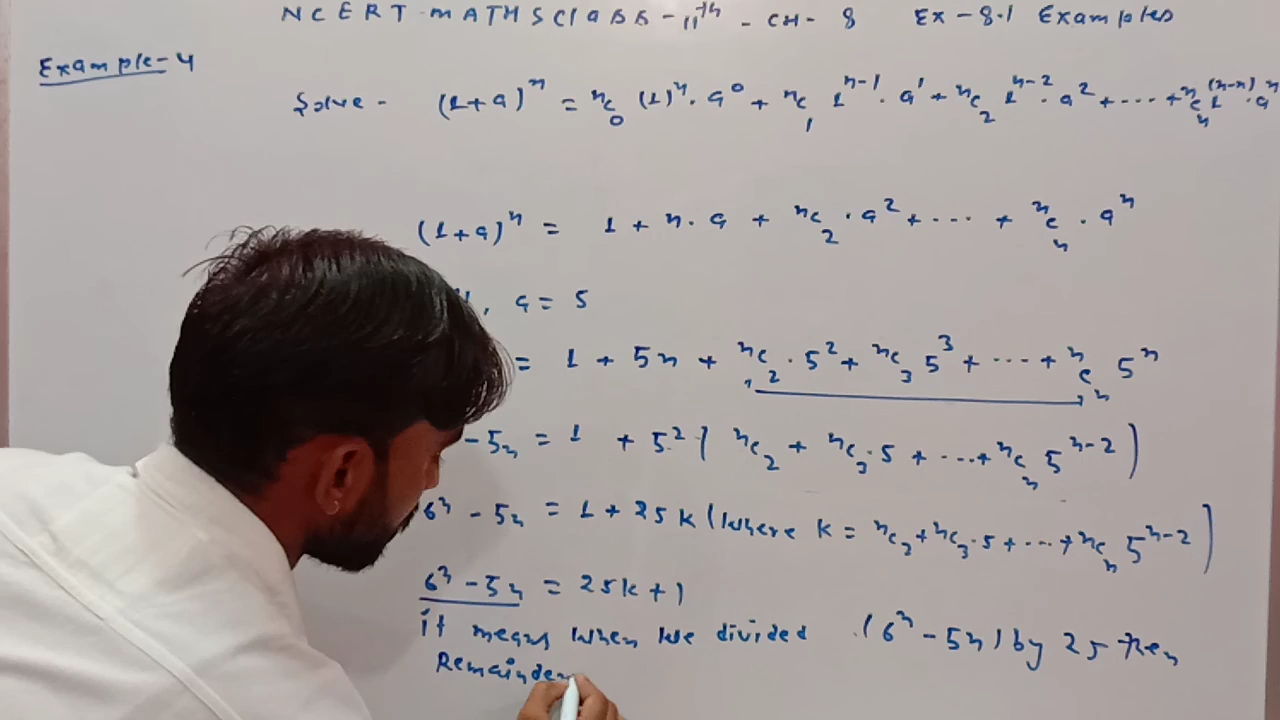 NCERT MATHS CLASS - 11th - CH - 8 Ex - 8.1 Examples
Example - 4
Solve - (1+a)^n = nC0 (1)^n . a^0 + nC1 1^n-1 . a^1 + nC2 1^n-2 . a^2 + .... + nCn 1^(n-n) . a^n
(1+a)^n = 1 + n . a + nC2 . a^2 + .... + nCn . a^n
, a = 5
= 1 + 5n + nC2 . 5^2 + nC3 5^3 + .... + nCn 5^n
- 5n = 1 + 5^2 ( nC2 + nC3 . 5 + .... + nCn 5^n-2 )
6^n - 5n = 1 + 25k (where k = nC2 + nC3 . 5 + .... + nCn 5^n-2 )
6^n - 5n = 25k + 1
it means when we divided (6^n - 5n) by 25 then
Remainder